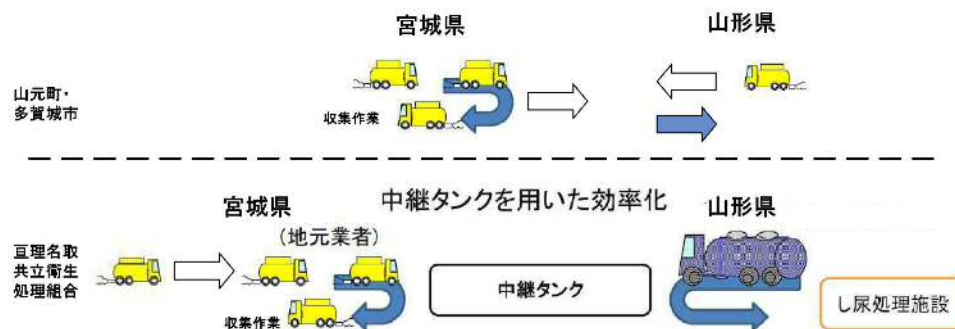 宮城県
山形県
山元町・
多賀城市
収集作業
中継タンクを用いた効率化
宮城県
山形県
(地元業者)
亘理名取
共立衛生
処理組合
中継タンク
し尿処理施設
収集作業